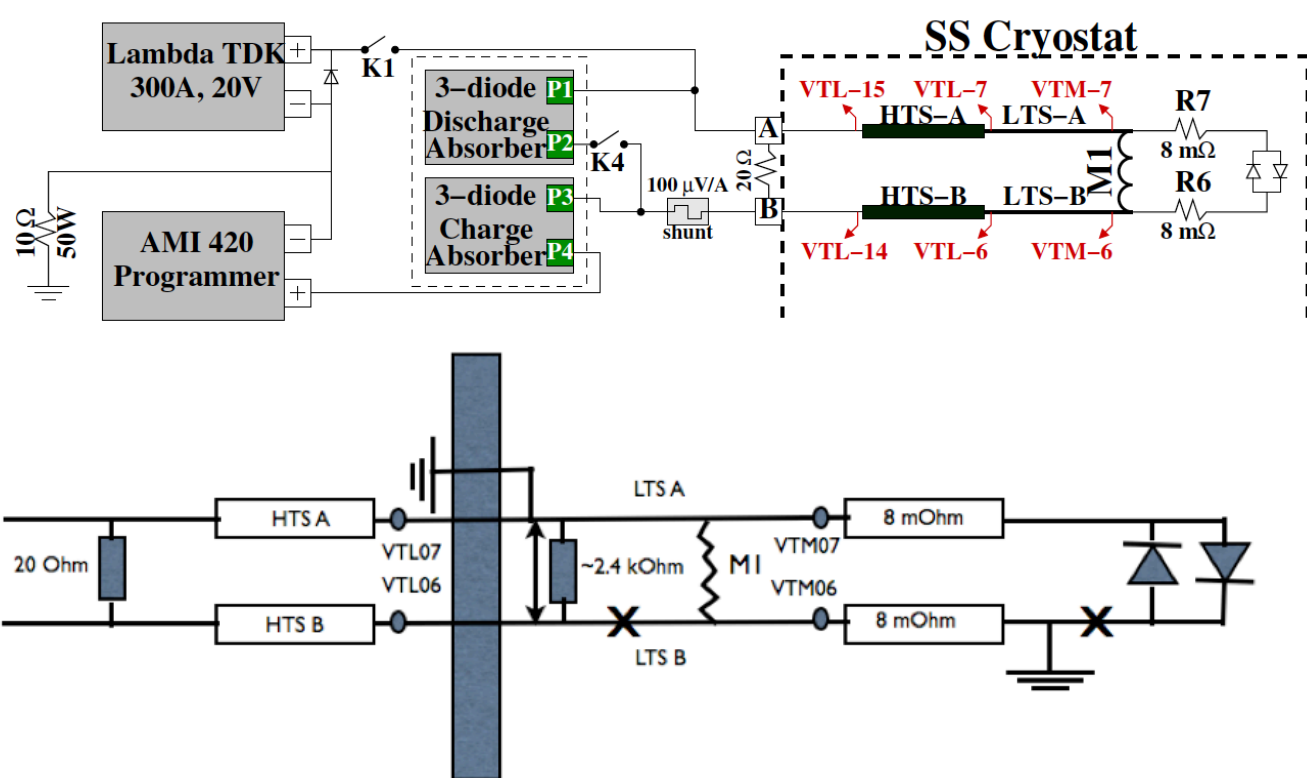 SS Cryostat
Lambda TDK
300A, 20V
+
−
K1
3−diode
Discharge
Absorber
P1
P2
K4
3−diode
Charge
Absorber
P3
P4
10 Ω
50W
AMI 420
Programmer
−
+
100 μV/A
shunt
A
20 Ω
B
VTL−15
VTL−7
VTM−7
HTS−A
LTS−A
R7
8 mΩ
M1
HTS−B
LTS−B
R6
8 mΩ
VTL−14
VTL−6
VTM−6
LTS A
HTS A
8 mOhm
VTL07
VTM07
20 Ohm
~2.4 kOhm
M1
VTL06
VTM06
HTS B
8 mOhm
X
X
LTS B